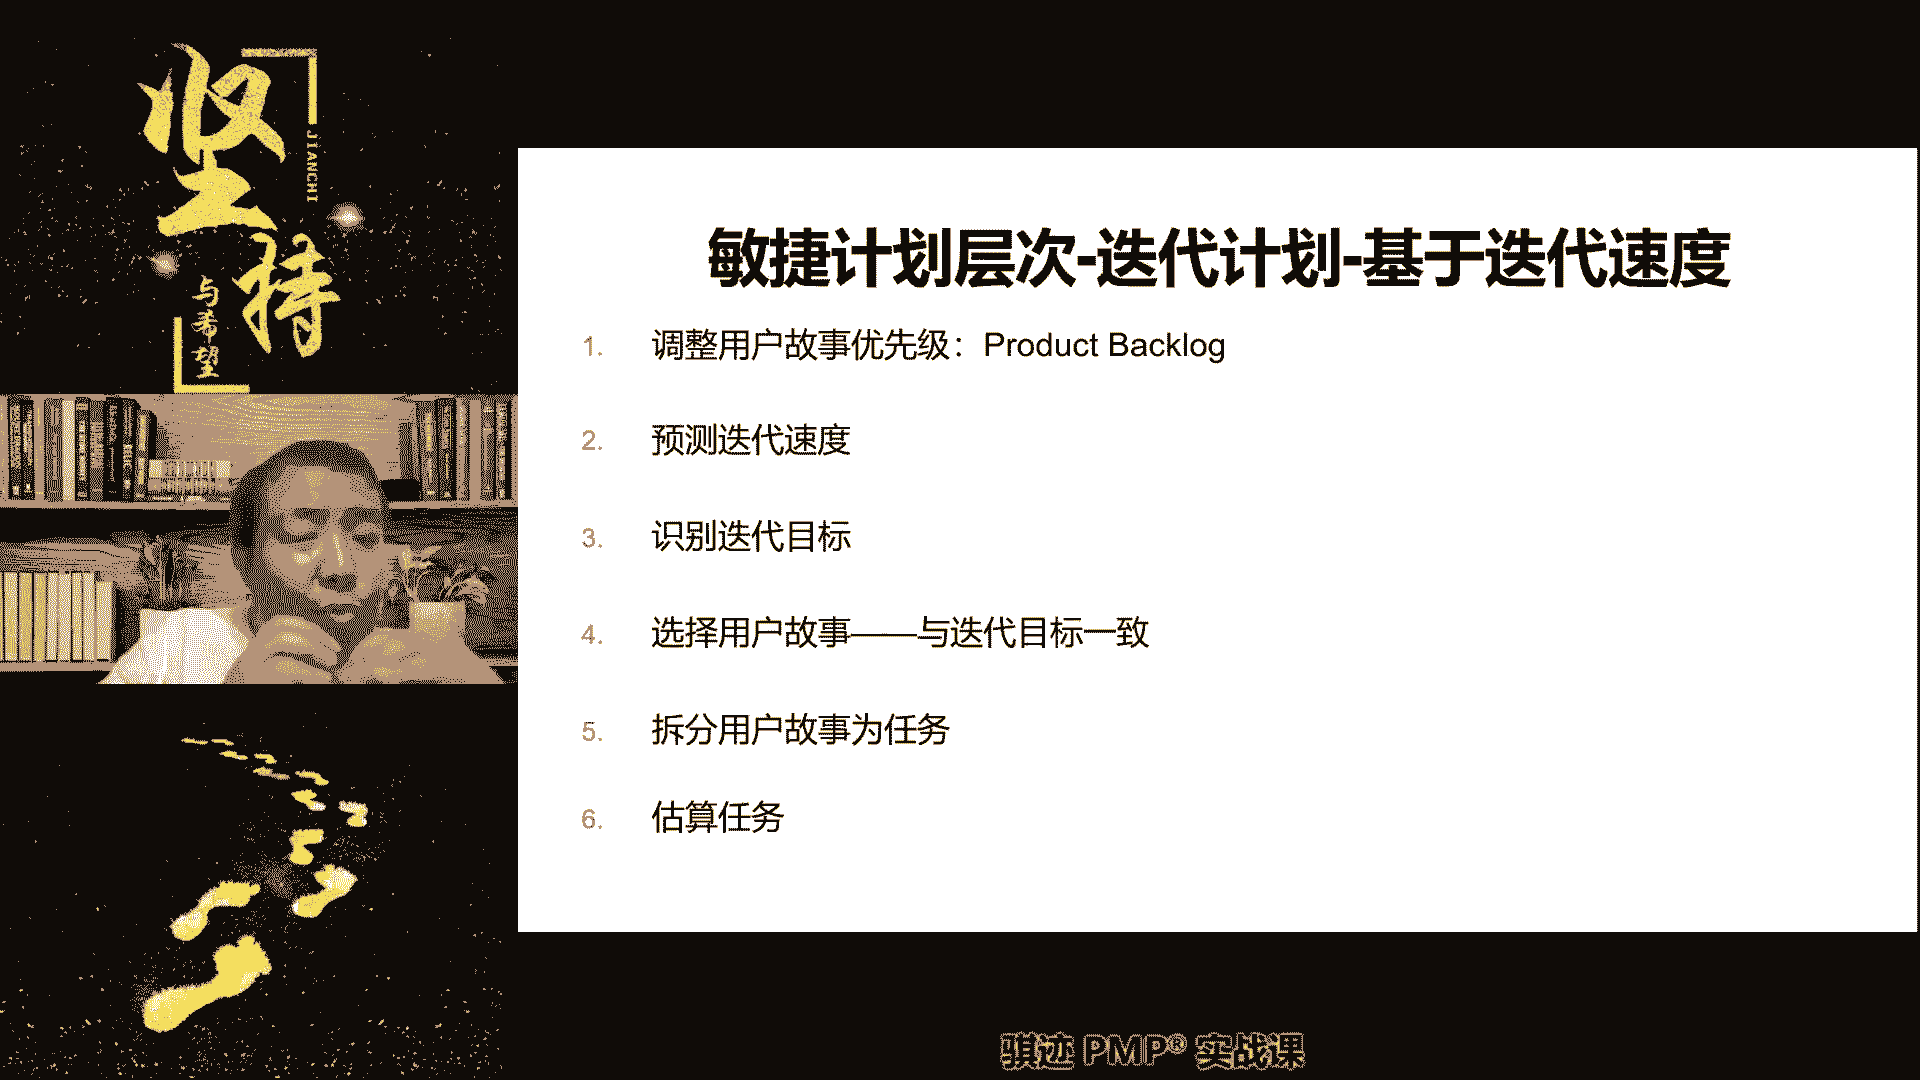 坚持
JIANCHI
与希望
敏捷计划层次-迭代计划-基于迭代速度
1. 调整用户故事优先级：Product Backlog
2. 预测迭代速度
3. 识别迭代目标
4. 选择用户故事——与迭代目标一致
5. 拆分用户故事为任务
6. 估算任务
骐迹 PMP® 实战课